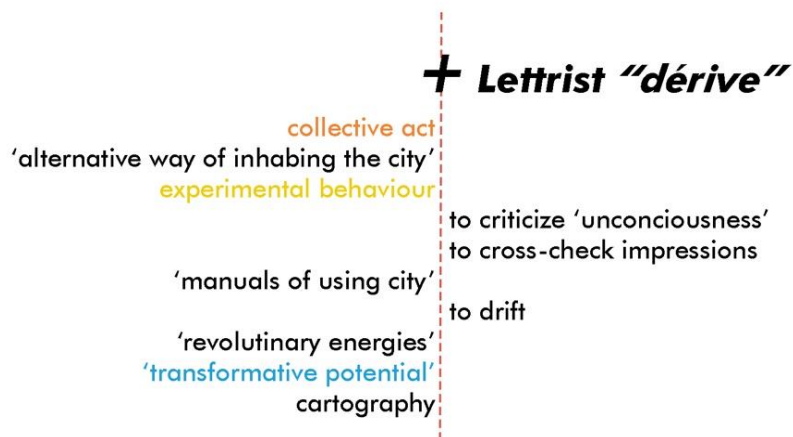 + Lettrist “dérive”
collective act
‘alternative way of inhabing the city’
experimental behaviour
to criticize ‘unconciousness’
to cross-check impressions
‘manuals of using city’
to drift
‘revolutinary energies’
‘transformative potential’
cartography